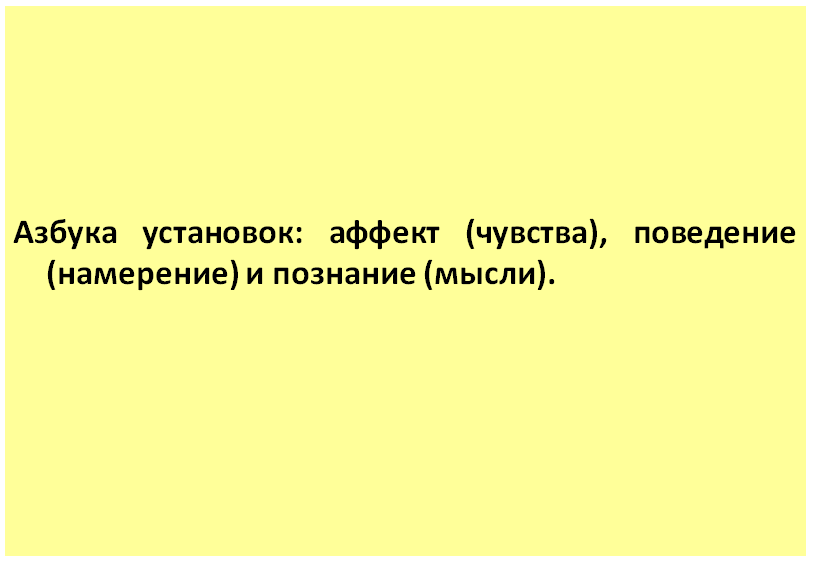 Азбука установок: аффект (чувства), поведение
(намерение) и познание (мысли).